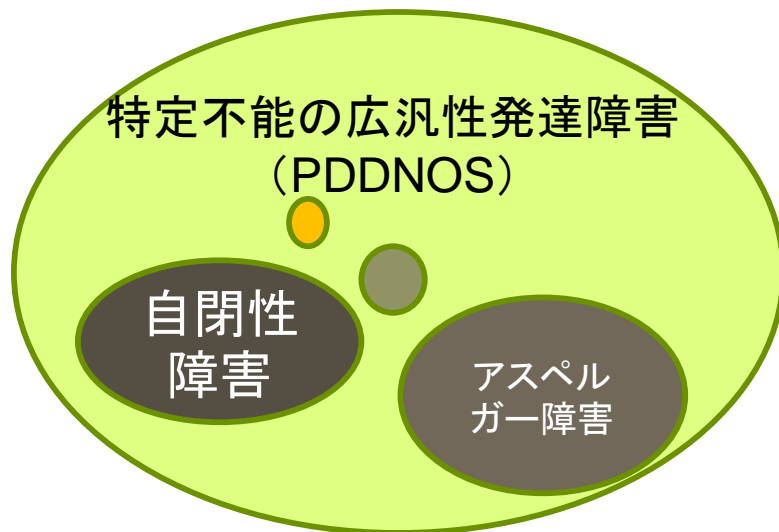 特定不能の広汎性発達障害
（PDDNOS）
自閉性
障害
アスペル
ガー障害